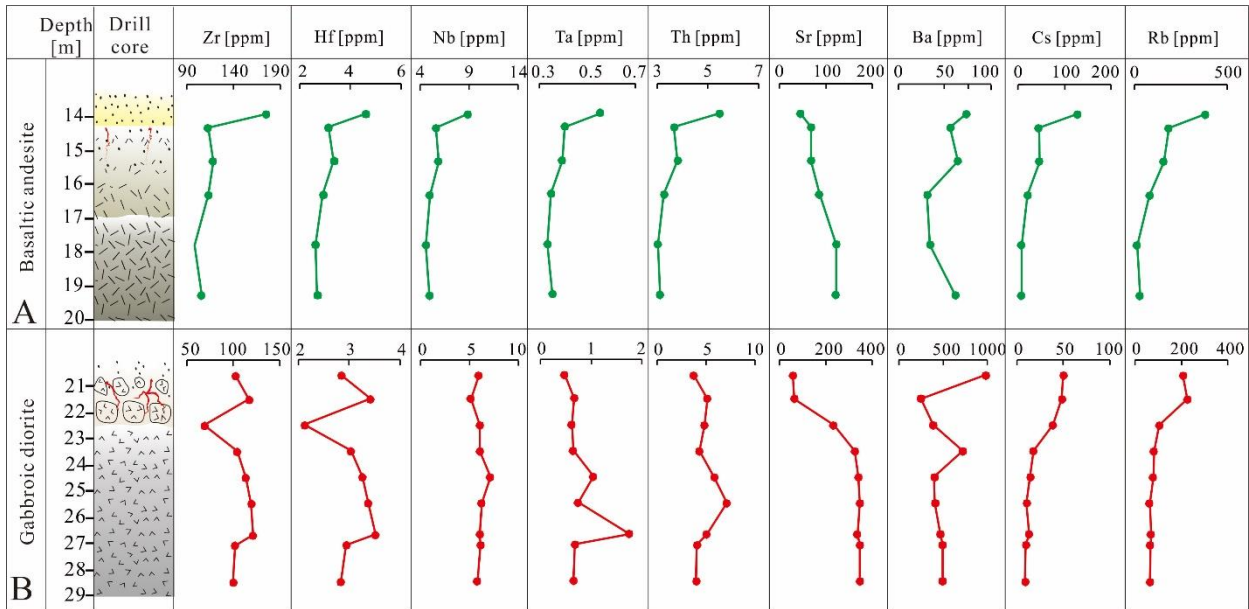 Depth [m]
Drill core
Zr [ppm]
Hf [ppm]
Nb [ppm]
Ta [ppm]
Th [ppm]
Sr [ppm]
Ba [ppm]
Cs [ppm]
Rb [ppm]
90 140 190
2 4 6
4 9 14
0.3 0.5 0.7
3 5 7
0 100 200
0 50 100
0 100 200
0 500
Basaltic andesite
A
14
15
16
17
18
19
20
50 100 150
2 3 4
0 5 10
0 1 2
0 5 10
0 200 400
0 500 1000
0 50 100
0 200 400
Gabbroic diorite
B
21
22
23
24
25
26
27
28
29